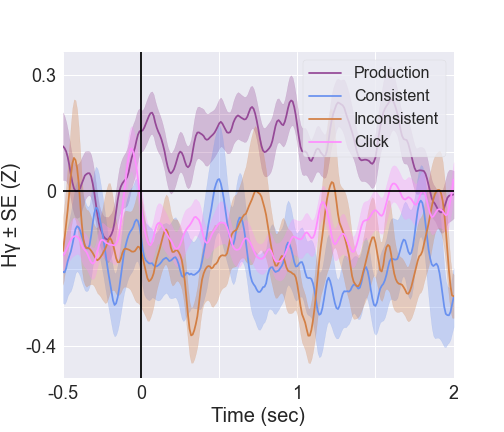 Production
Consistent
Inconsistent
Click
0.3
0
-0.4
Hγ ± SE (Z)
-0.5
0
1
2
Time (sec)